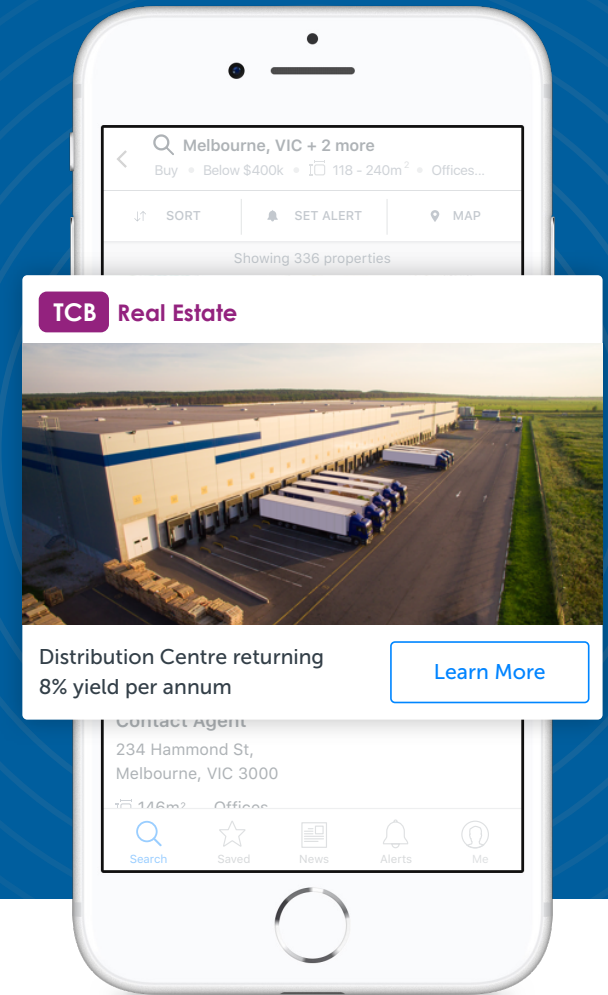 Melbourne, VIC + 2 more
Buy • Below $400k • 118 - 240m² • Offices...
SORT SET ALERT MAP
Showing 336 properties
TCB Real Estate
Distribution Centre returning
8% yield per annum
Learn More
Contact Agent
234 Hammond St,
Melbourne, VIC 3000
146m² Offices
Search Saved News Alerts Me